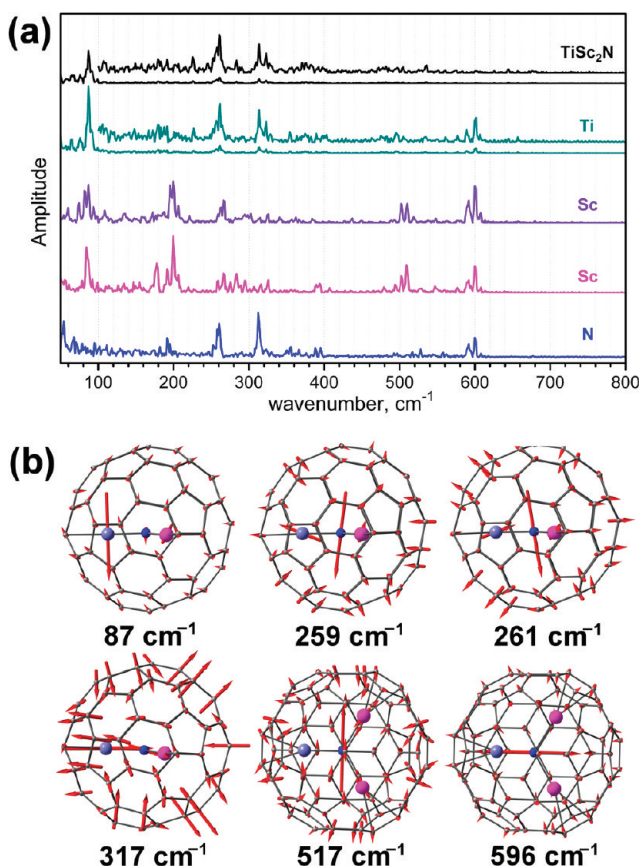 (a)
TiSc₂N
Ti
Sc
Sc
N
Amplitude
100 200 300 400 500 600 700 800
wavenumber, cm⁻¹
(b)
87 cm⁻¹ 259 cm⁻¹ 261 cm⁻¹
317 cm⁻¹ 517 cm⁻¹ 596 cm⁻¹